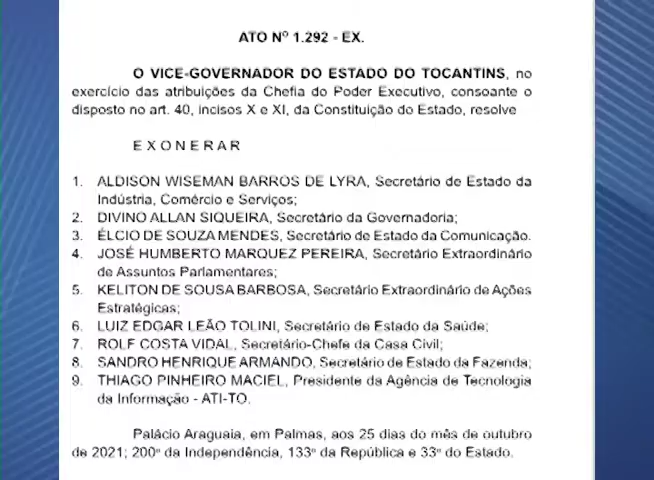 ATO Nº 1.292 - EX.
O VICE-GOVERNADOR DO ESTADO DO TOCANTINS, no
exercício das atribuições da Chefia do Poder Executivo, consoante o
disposto no art. 40, incisos X e XI, da Constituição do Estado, resolve
E X O N E R A R
1. ALDISON WISEMAN BARROS DE LYRA, Secretário de Estado da
Indústria, Comércio e Serviços;
2. DIVINO ALLAN SIQUEIRA, Secretário da Governadoria;
3. ÉLCIO DE SOUZA MENDES, Secretário de Estado da Comunicação.
4. JOSÉ HUMBERTO MARQUEZ PEREIRA, Secretário Extraordinário
de Assuntos Parlamentares;
5. KELITON DE SOUSA BARBOSA, Secretário Extraordinário de Ações
Estratégicas;
6. LUIZ EDGAR LEÃO TOLINI, Secretário de Estado da Saúde;
7. ROLF COSTA VIDAL, Secretário-Chefe da Casa Civil;
8. SANDRO HENRIQUE ARMANDO, Secretário de Estado da Fazenda;
9. THIAGO PINHEIRO MACIEL, Presidente da Agência de Tecnologia
da Informação - ATI-TO.
Palácio Araguaia, em Palmas, aos 25 dias do mês de outubro
de 2021; 200º da Independência, 133º da República e 33º do Estado.